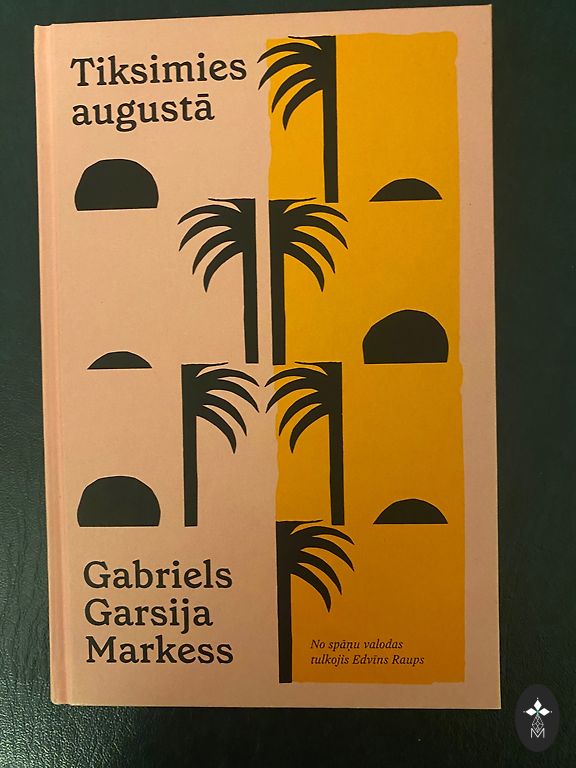 Tiksimies
augustā
Gabriels
Garsija
Markess
No spāņu valodas
tulkojis Edvīns Raups